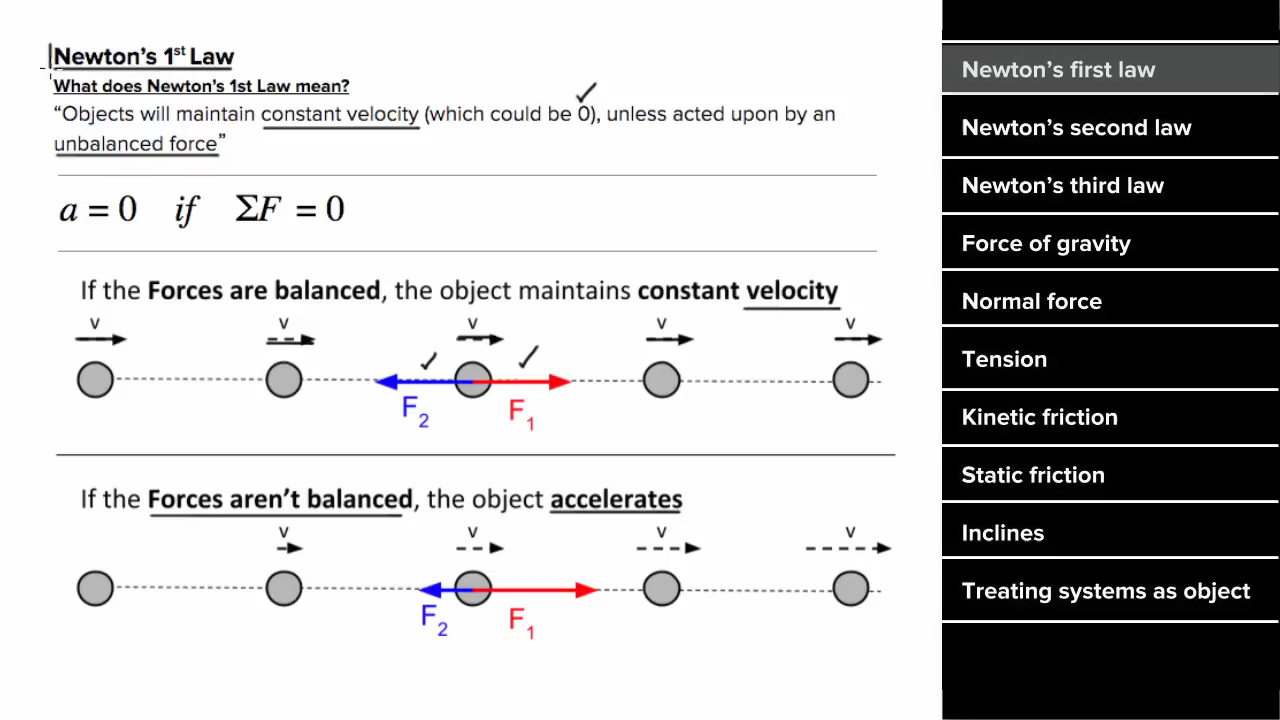 Newton's 1st Law
What does Newton's 1st Law mean?
“Objects will maintain constant velocity (which could be 0), unless acted upon by an
unbalanced force”
a = 0 if ΣF = 0
If the Forces are balanced, the object maintains constant velocity
v v v v v
F2 F1
If the Forces aren't balanced, the object accelerates
v v v v
F2 F1
Newton's first law
Newton's second law
Newton's third law
Force of gravity
Normal force
Tension
Kinetic friction
Static friction
Inclines
Treating systems as object